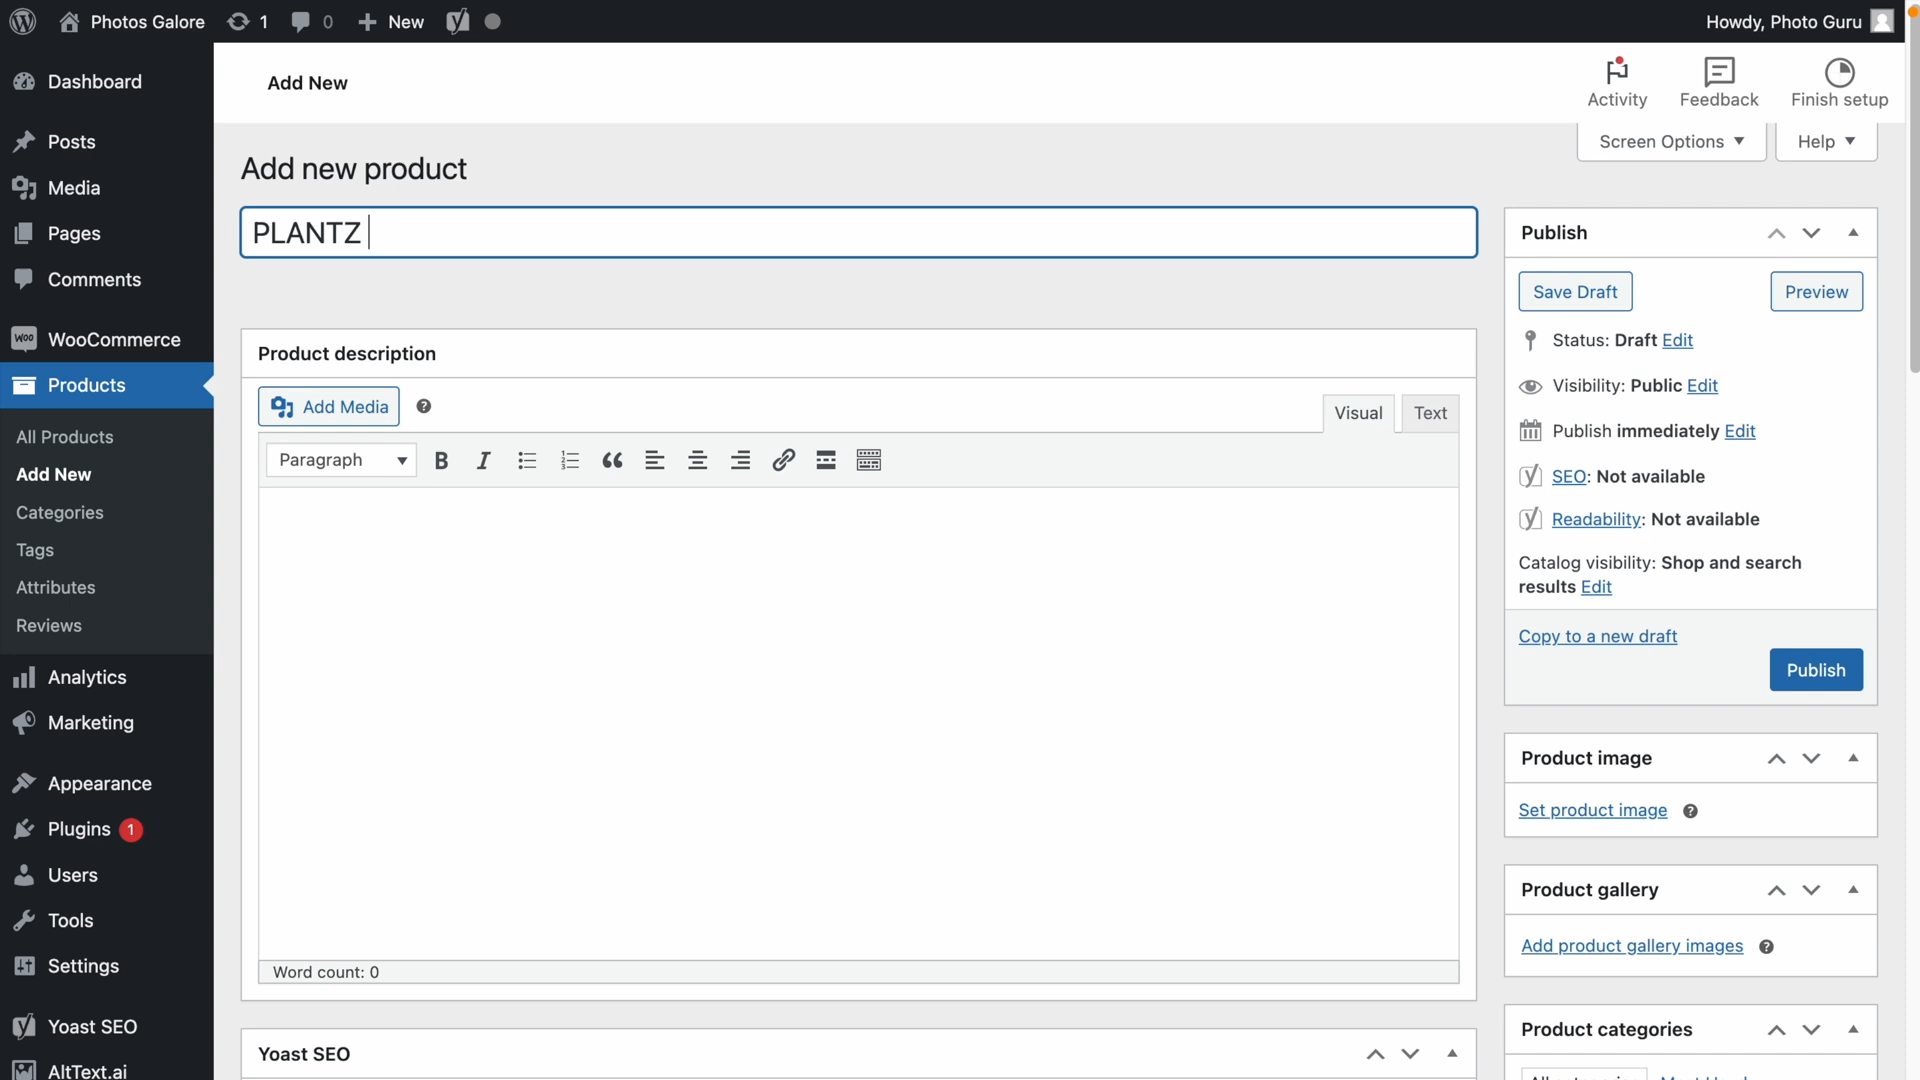 Photos Galore 1 0 New
Howdy, Photo Guru
Dashboard
Posts
Media
Pages
Comments
WooCommerce
Products
All Products
Add New
Categories
Tags
Attributes
Reviews
Analytics
Marketing
Appearance
Plugins 1
Users
Tools
Settings
Yoast SEO
AltText.ai
Add New
Activity
Feedback
Finish setup
Screen Options
Help
Add new product
PLANTZ
Product description
Add Media
Visual
Text
Paragraph
Word count: 0
Yoast SEO
Publish
Save Draft
Preview
Status: Draft Edit
Visibility: Public Edit
Publish immediately Edit
SEO: Not available
Readability: Not available
Catalog visibility: Shop and search
results Edit
Copy to a new draft
Publish
Product image
Set product image
Product gallery
Add product gallery images
Product categories